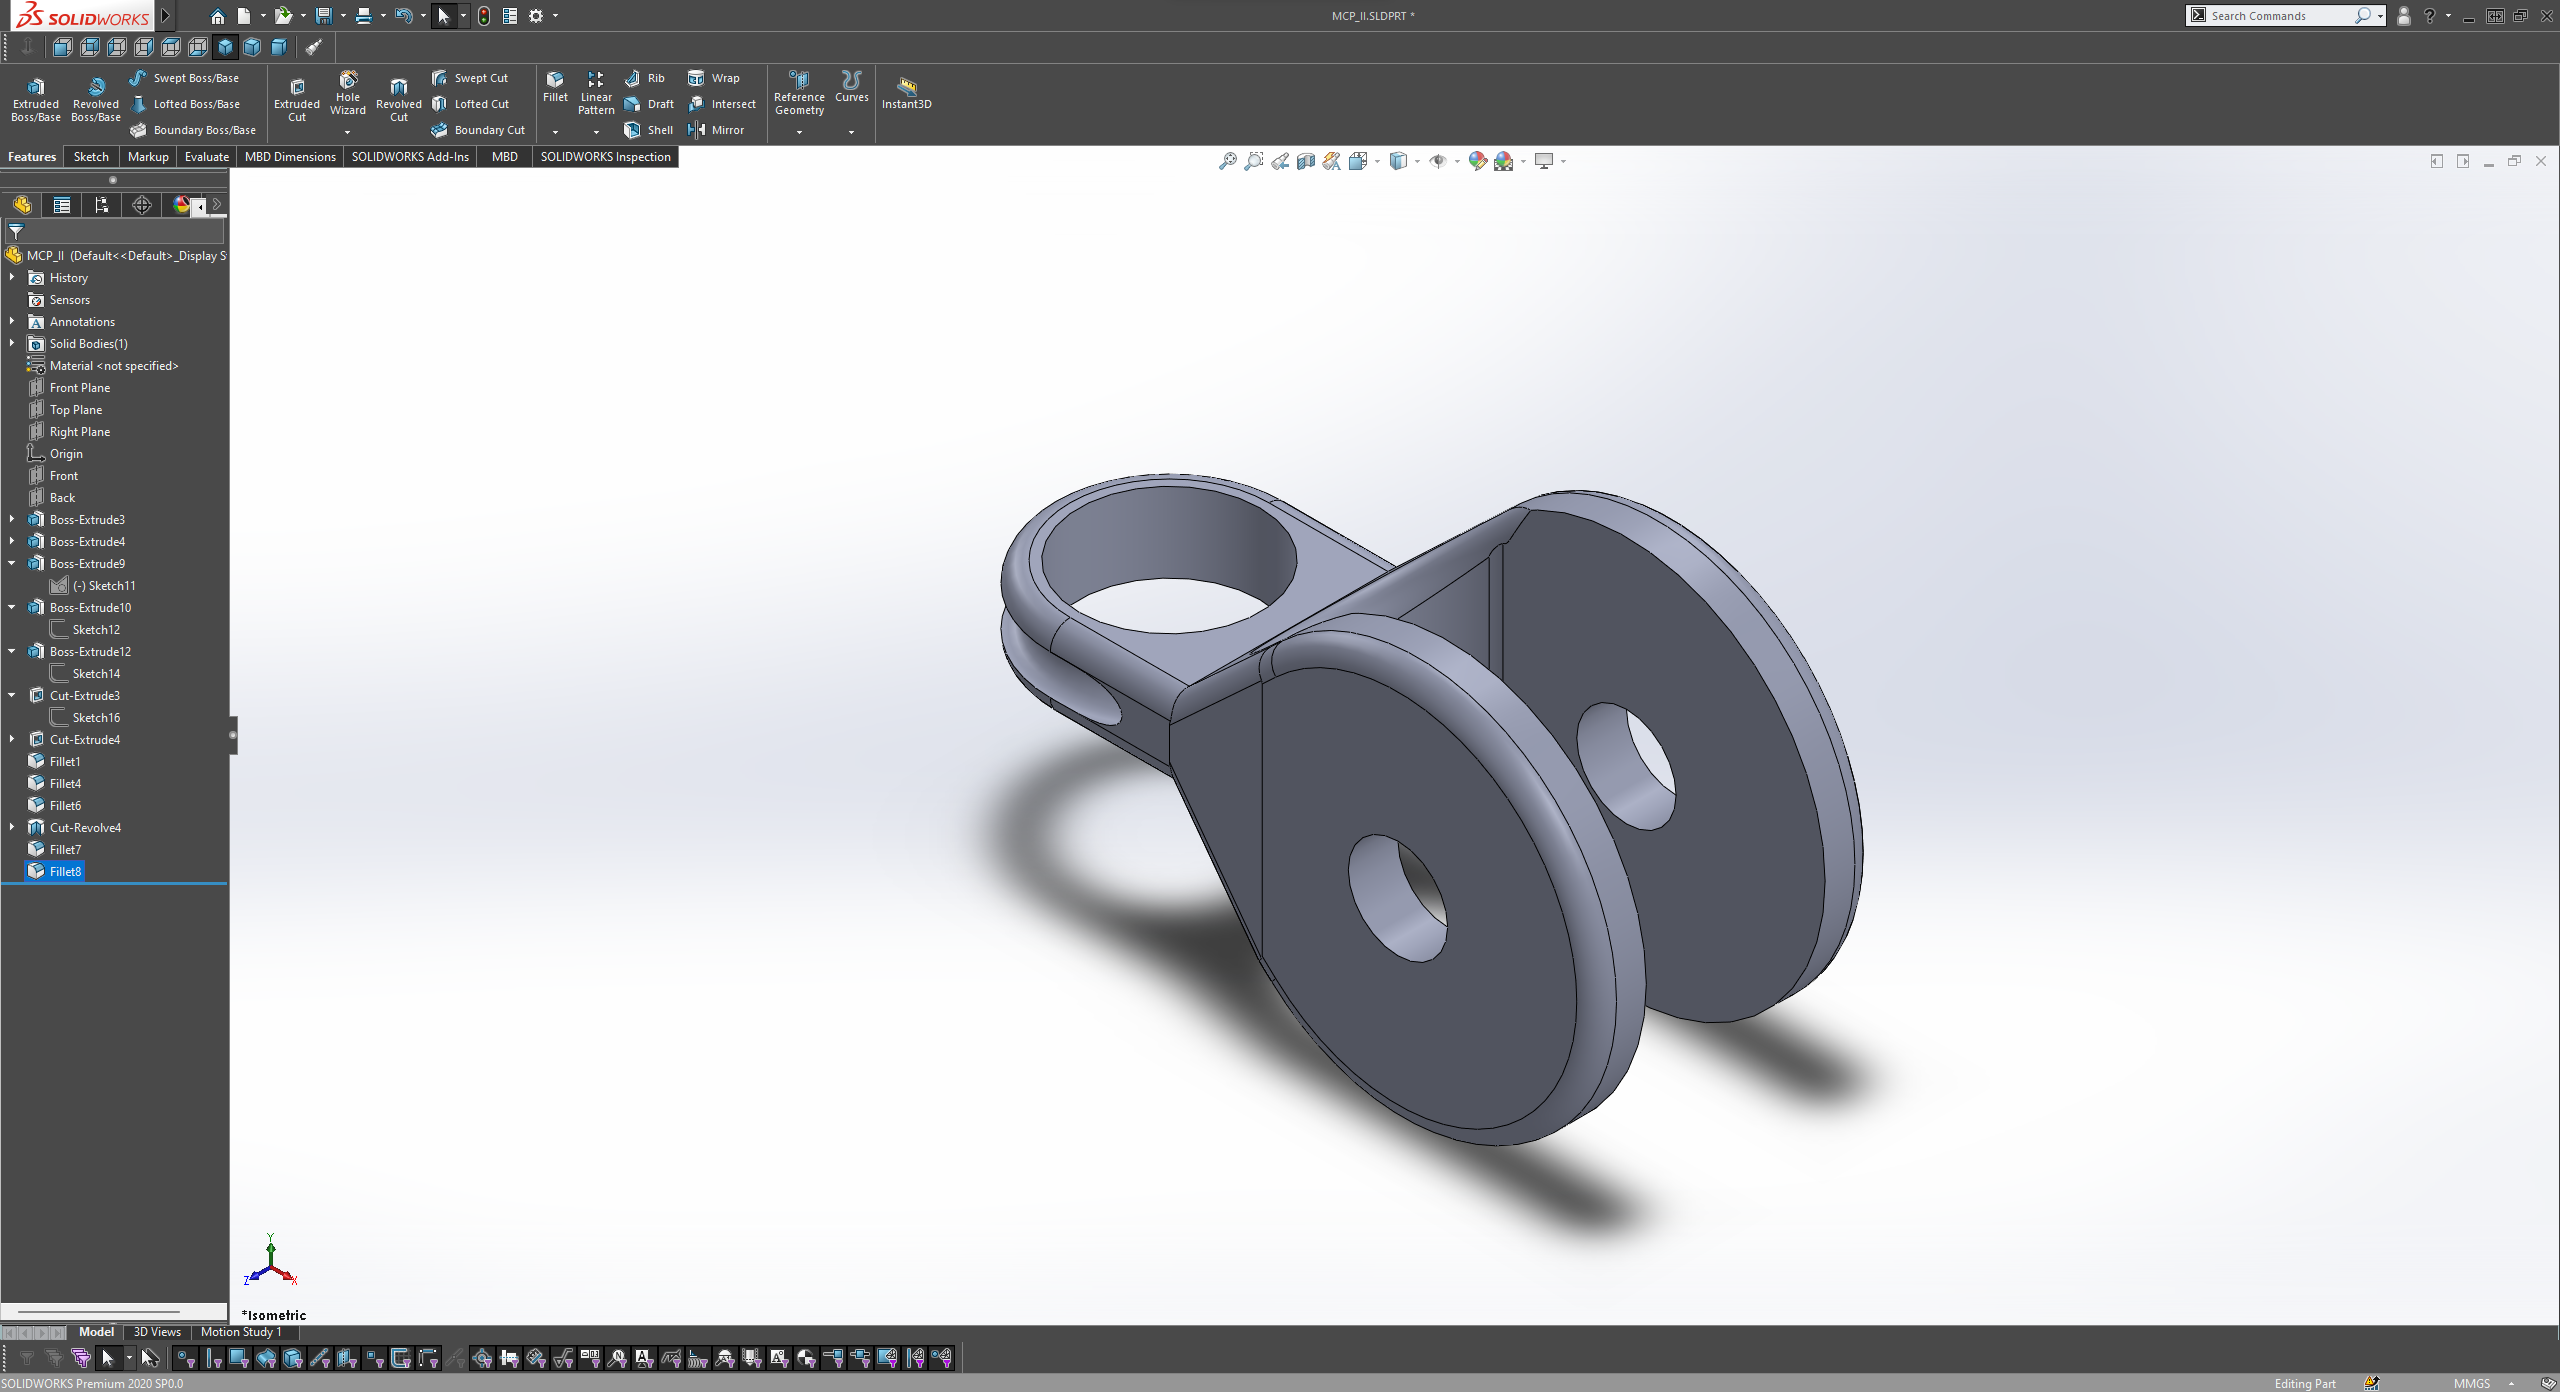 SOLIDWORKS
MCP_II.SLDPRT *
Search Commands
Extruded Boss/Base
Revolved Boss/Base
Swept Boss/Base
Lofted Boss/Base
Boundary Boss/Base
Extruded Cut
Hole Wizard
Revolved Cut
Swept Cut
Lofted Cut
Boundary Cut
Fillet
Linear Pattern
Rib
Draft
Shell
Wrap
Intersect
Mirror
Reference Geometry
Curves
Instant3D
Features Sketch Markup Evaluate MBD Dimensions SOLIDWORKS Add-Ins MBD SOLIDWORKS Inspection
MCP_II (Default<<Default>_Display S
History
Sensors
Annotations
Solid Bodies(1)
Material <not specified>
Front Plane
Top Plane
Right Plane
Origin
Front
Back
Boss-Extrude3
Boss-Extrude4
Boss-Extrude9
(-) Sketch11
Boss-Extrude10
Sketch12
Boss-Extrude12
Sketch14
Cut-Extrude3
Sketch16
Cut-Extrude4
Fillet1
Fillet4
Fillet6
Cut-Revolve4
Fillet7
Fillet8
Y
Z X
*Isometric
Model 3D Views Motion Study 1
SOLIDWORKS Premium 2020 SP0.0
Editing Part
MMGS